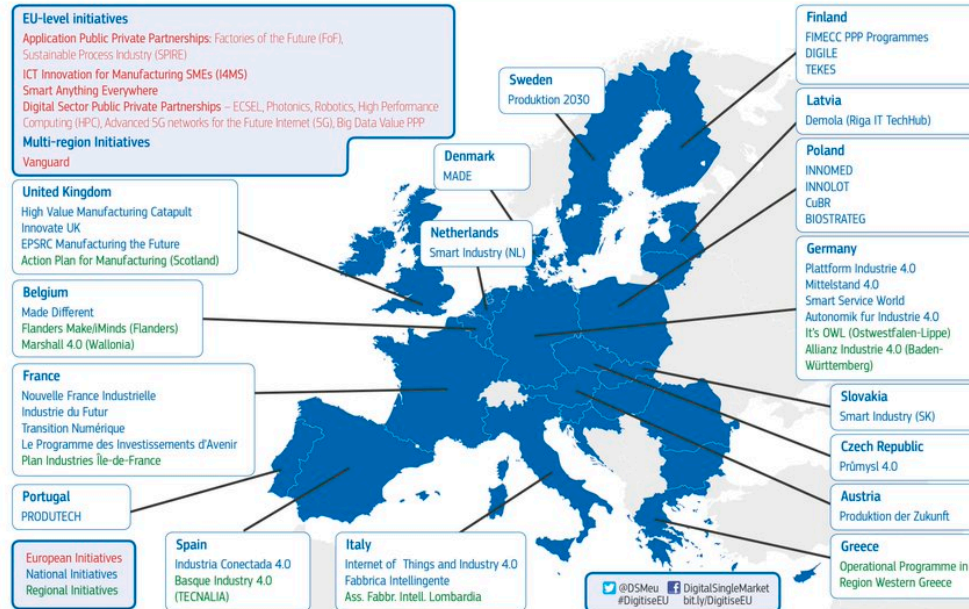 EU-level initiatives
Application Public Private Partnerships: Factories of the Future (FoF),
Sustainable Process Industry (SPIRE)
ICT Innovation for Manufacturing SMEs (I4MS)
Smart Anything Everywhere
Digital Sector Public Private Partnerships – ECSEL, Photonics, Robotics, High Performance
Computing (HPC), Advanced 5G networks for the Future Internet (5G), Big Data Value PPP
Multi-region Initiatives
Vanguard
Finland
FIMECC PPP Programmes
DIGILE
TEKES
Sweden
Produktion 2030
Latvia
Demola (Riga IT TechHub)
Denmark
MADE
Poland
INNOMED
INNOLOT
CuBR
BIOSTRATEG
United Kingdom
High Value Manufacturing Catapult
Innovate UK
EPSRC Manufacturing the Future
Action Plan for Manufacturing (Scotland)
Netherlands
Smart Industry (NL)
Germany
Plattform Industrie 4.0
Mittelstand 4.0
Smart Service World
Autonomik fur Industrie 4.0
It's OWL (Ostwestfalen-Lippe)
Allianz Industrie 4.0 (Baden-
Württemberg)
Belgium
Made Different
Flanders Make/iMinds (Flanders)
Marshall 4.0 (Wallonia)
France
Nouvelle France Industrielle
Industrie du Futur
Transition Numérique
Le Programme des Investissements d'Avenir
Plan Industries Île-de-France
Slovakia
Smart Industry (SK)
Czech Republic
Průmysl 4.0
Portugal
PRODUTECH
Austria
Produktion der Zukunft
Spain
Industria Conectada 4.0
Basque Industry 4.0
(TECNALIA)
Italy
Internet of Things and Industry 4.0
Fabbrica Intellingente
Ass. Fabbr. Intell. Lombardia
Greece
Operational Programme in
Region Western Greece
European Initiatives
National Initiatives
Regional Initiatives
@DSMeu DigitalSingleMarket
#DigitiseEU bit.ly/DigitiseEU